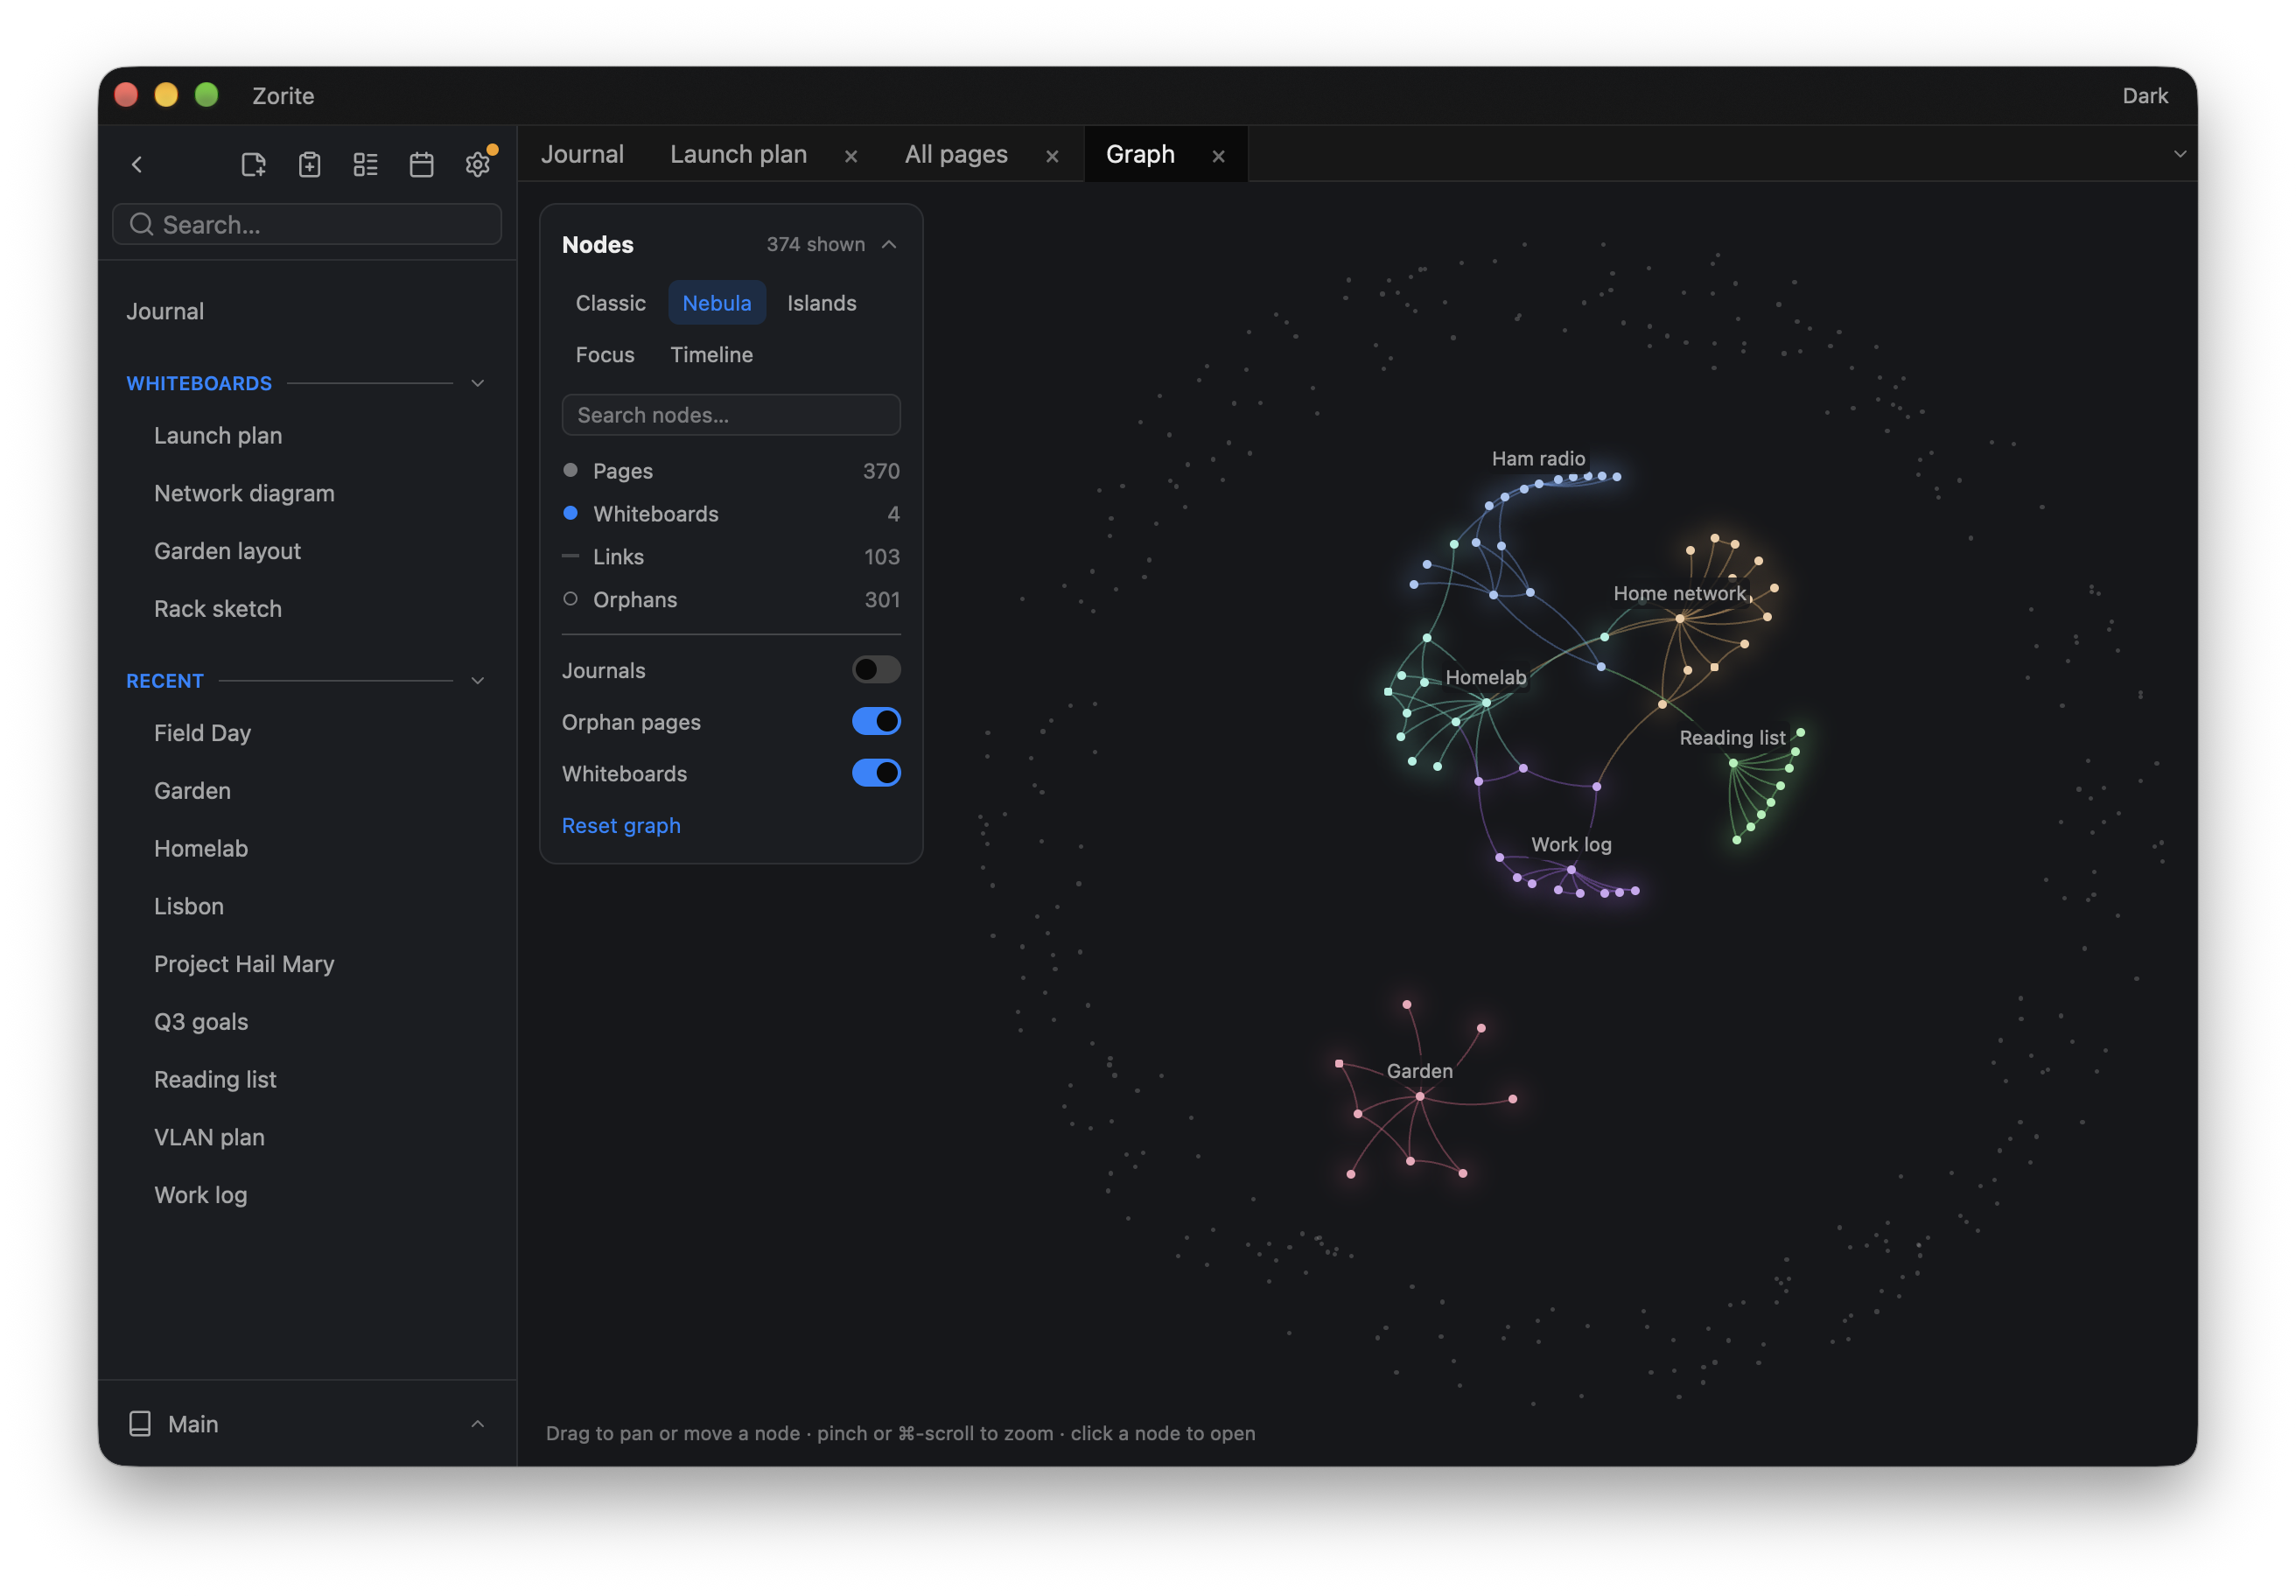 Zorite
Dark
Search...
Journal
WHITEBOARDS
Launch plan
Network diagram
Garden layout
Rack sketch
RECENT
Field Day
Garden
Homelab
Lisbon
Project Hail Mary
Q3 goals
Reading list
VLAN plan
Work log
Main
Journal
Launch plan ×
All pages ×
Graph ×
Nodes 374 shown
Classic Nebula Islands
Focus Timeline
Search nodes...
Pages 370
Whiteboards 4
Links 103
Orphans 301
Journals
Orphan pages
Whiteboards
Reset graph
Ham radio
Home network
Homelab
Reading list
Work log
Garden
Drag to pan or move a node · pinch or ⌘-scroll to zoom · click a node to open